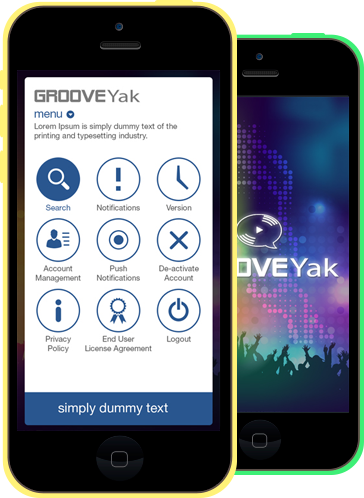 GROOVEYak
menu
Lorem Ipsum is simply dummy text of the
printing and typesetting industry.
Search
Notifications
Version
Account
Management
Push
Notifications
De-activate
Account
Privacy
Policy
End User
License Agreement
Logout
simply dummy text
OVEYak